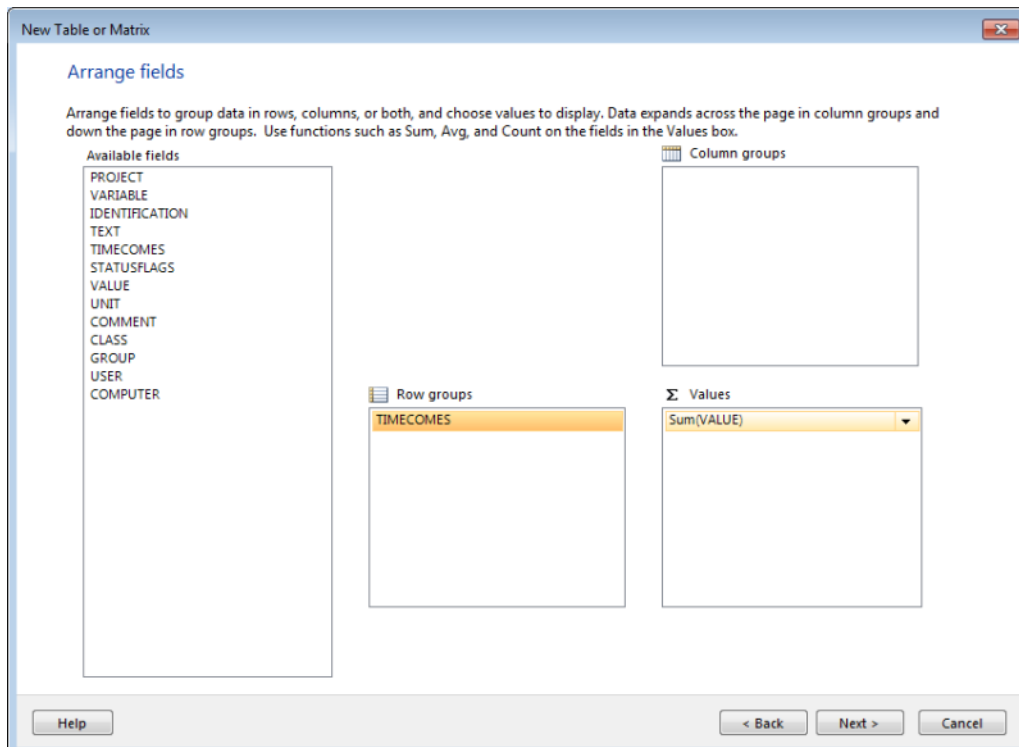 New Table or Matrix
Arrange fields
Arrange fields to group data in rows, columns, or both, and choose values to display. Data expands across the page in column groups and
down the page in row groups.  Use functions such as Sum, Avg, and Count on the fields in the Values box.
Available fields
PROJECT
VARIABLE
IDENTIFICATION
TEXT
TIMECOMES
STATUSFLAGS
VALUE
UNIT
COMMENT
CLASS
GROUP
USER
COMPUTER
Column groups
Row groups
TIMECOMES
Σ Values
Sum(VALUE)
Help
< Back
Next >
Cancel